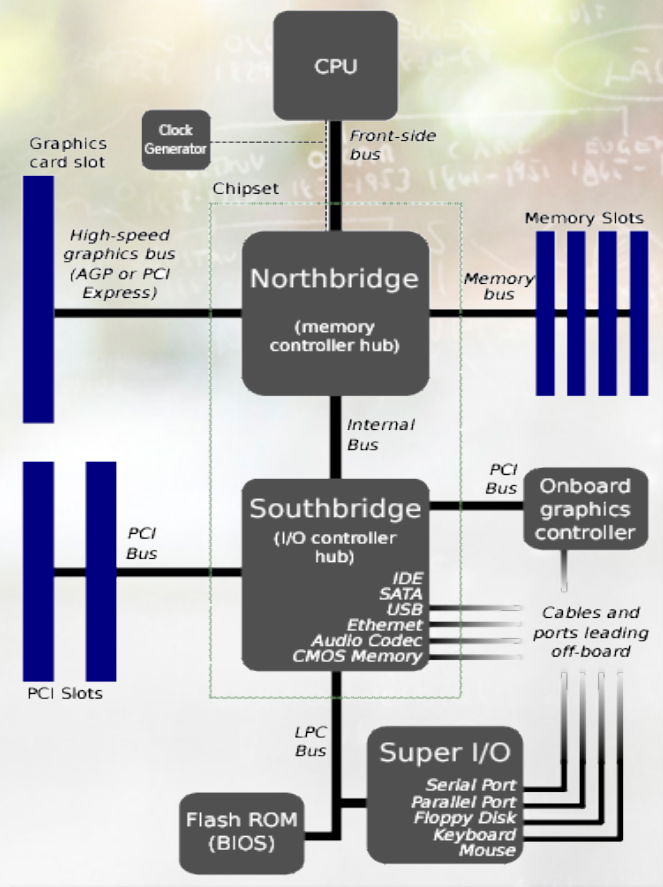 CPU
Clock
Generator
Front-side
bus
Graphics
card slot
Chipset
High-speed
graphics bus
(AGP or PCI
Express)
Northbridge
(memory
controller hub)
Memory Slots
Memory
bus
Internal
Bus
PCI
Bus
Onboard
graphics
controller
Southbridge
(I/O controller
hub)
PCI
Bus
IDE
SATA
USB
Ethernet
Audio Codec
CMOS Memory
Cables and
ports leading
off-board
PCI Slots
LPC
Bus
Super I/O
Serial Port
Parallel Port
Floppy Disk
Keyboard
Mouse
Flash ROM
(BIOS)